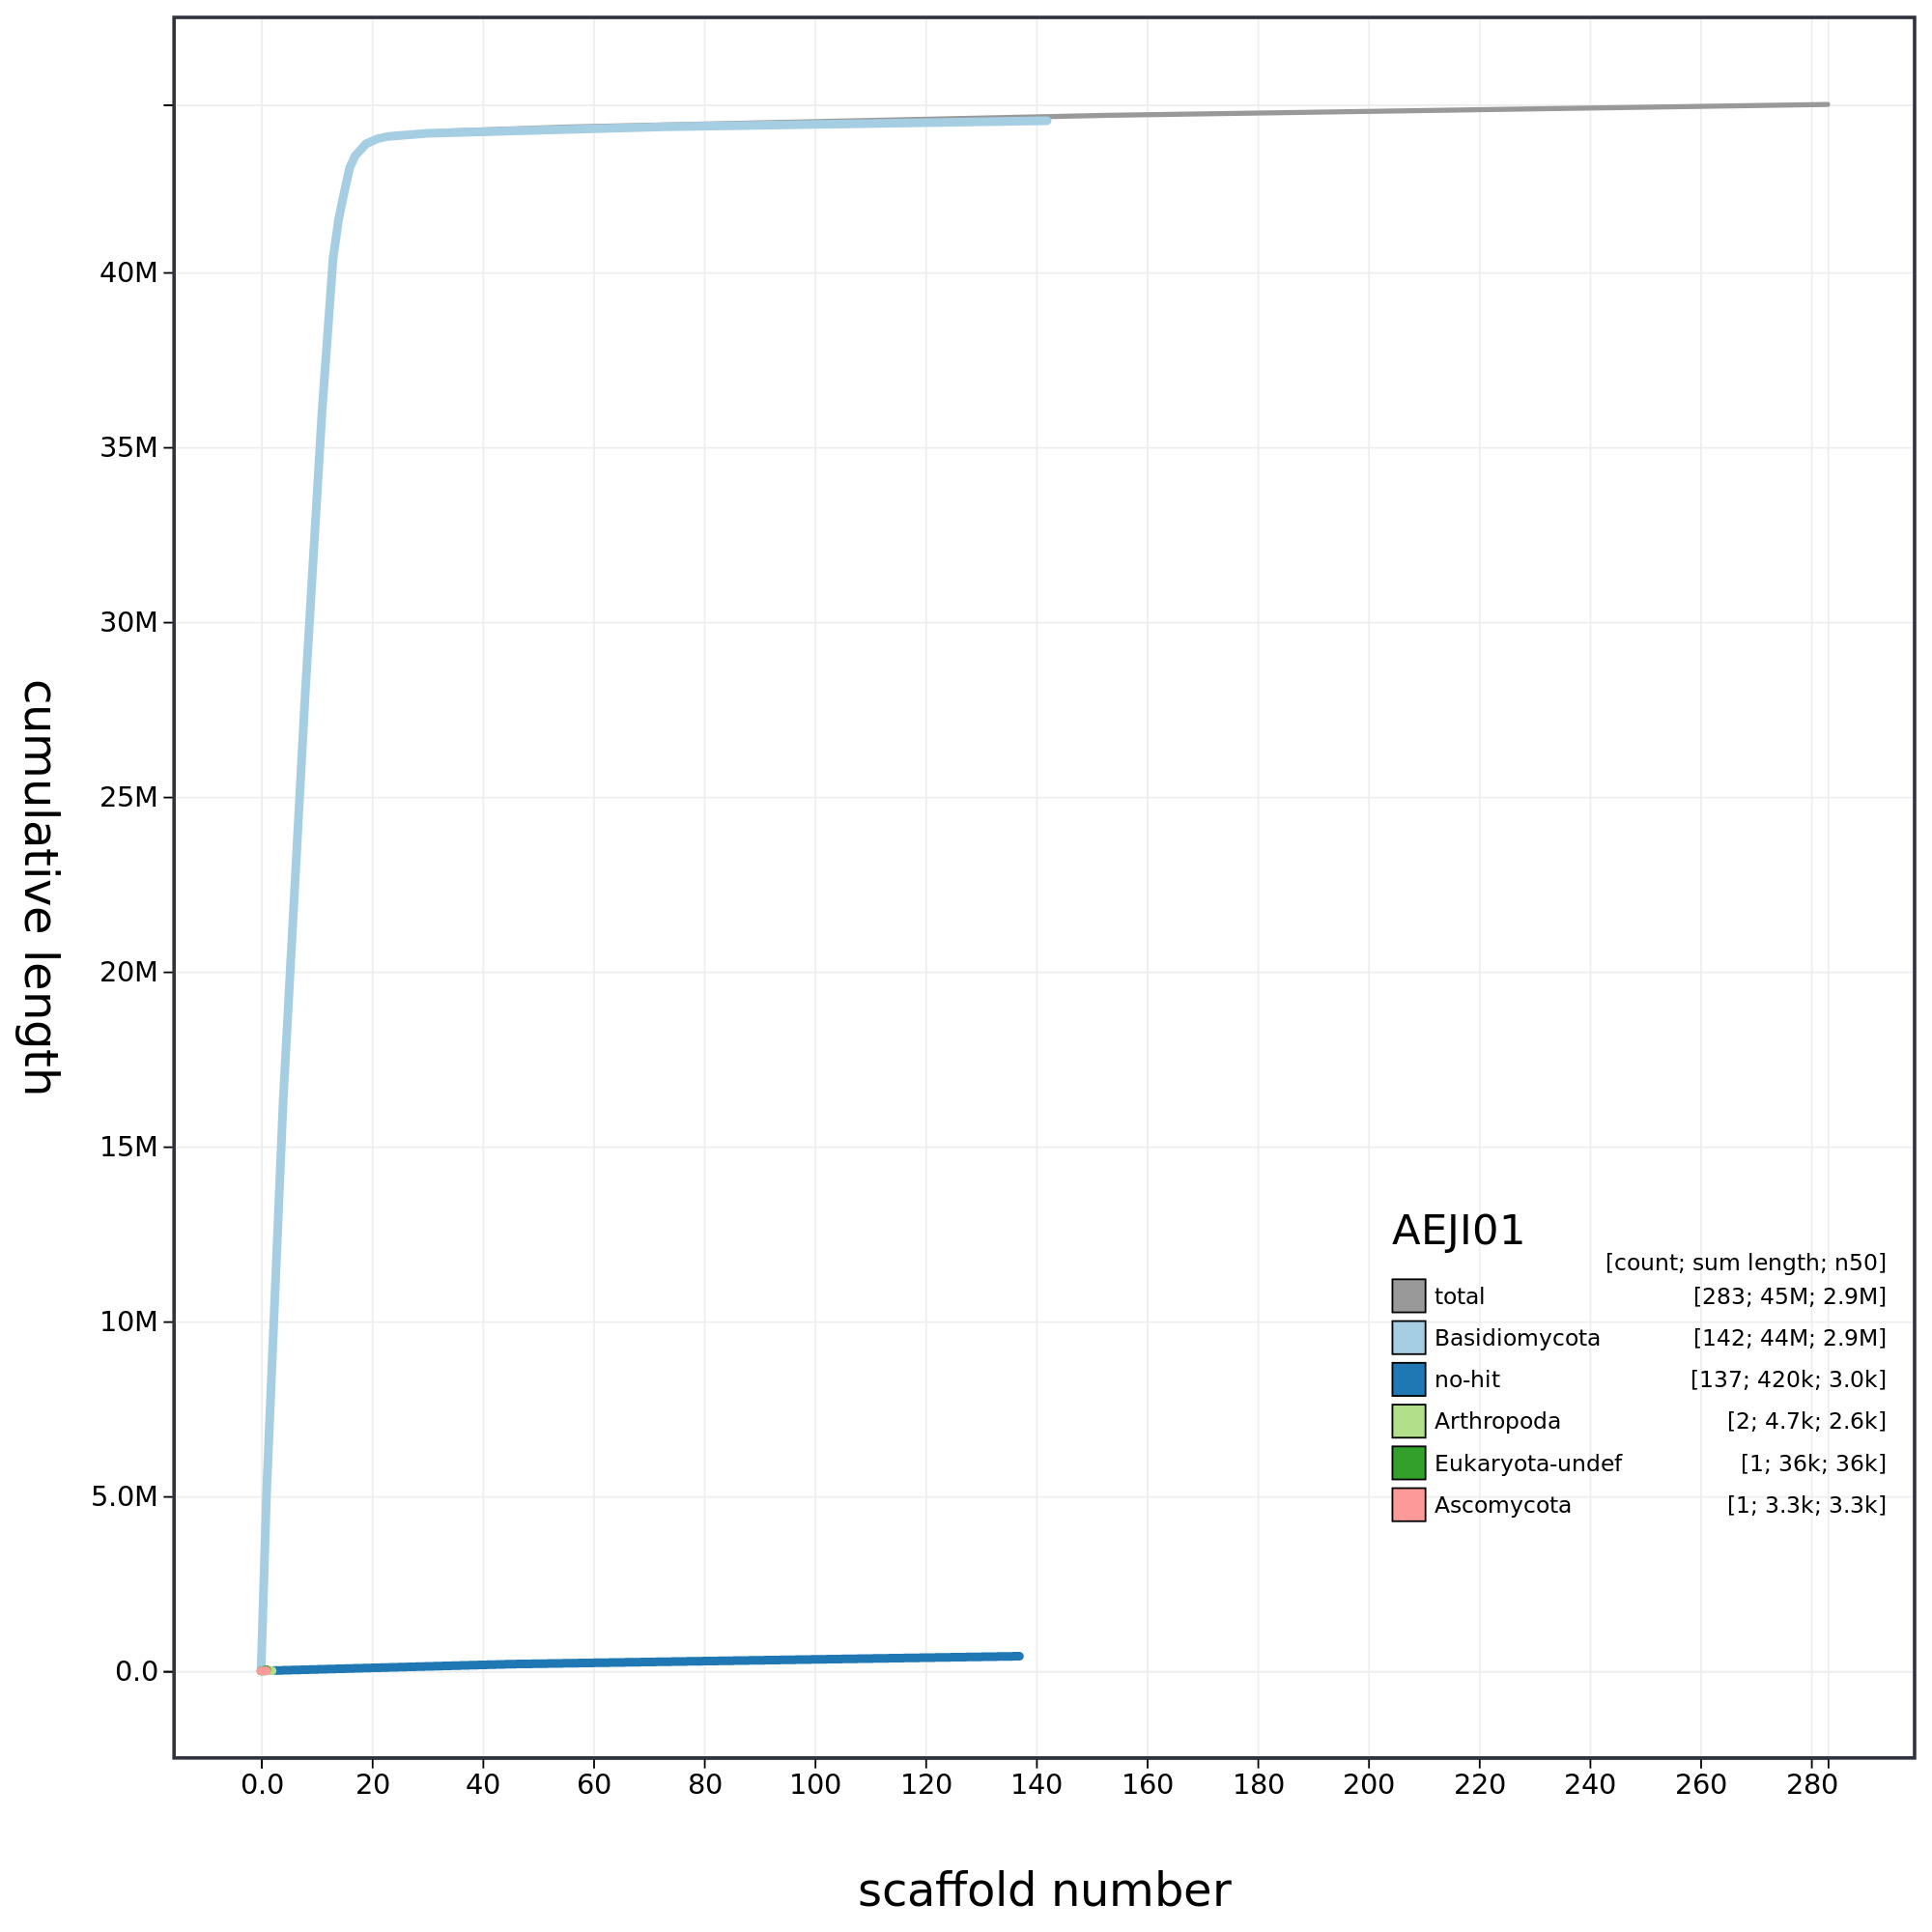 cumulative length
40M
35M
30M
25M
20M
15M
10M
5.0M
0.0
AEJI01
[count; sum length; n50]
total [283; 45M; 2.9M]
Basidiomycota [142; 44M; 2.9M]
no-hit [137; 420k; 3.0k]
Arthropoda [2; 4.7k; 2.6k]
Eukaryota-undef [1; 36k; 36k]
Ascomycota [1; 3.3k; 3.3k]
0.0 20 40 60 80 100 120 140 160 180 200 220 240 260 280
scaffold number